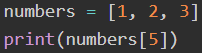 numbers = [1, 2, 3]
print(numbers[5])